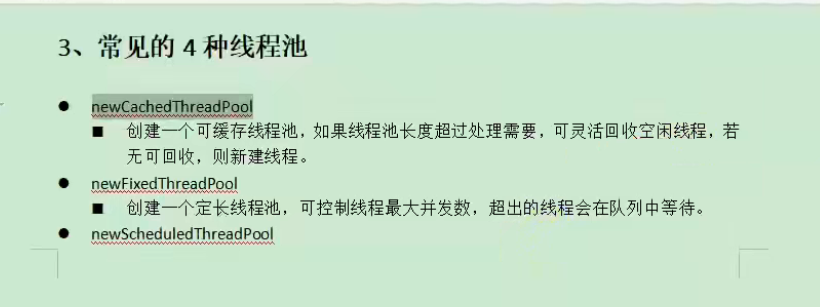 3、常见的 4 种线程池
● newCachedThreadPool
■ 创建一个可缓存线程池，如果线程池长度超过处理需要，可灵活回收空闲线程，若
无可回收，则新建线程。
● newFixedThreadPool
■ 创建一个定长线程池，可控制线程最大并发数，超出的线程会在队列中等待。
● newScheduledThreadPool